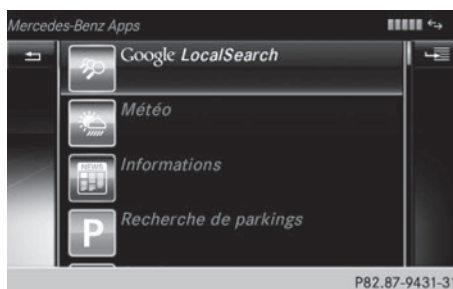 Mercedes-Benz Apps
Google LocalSearch
Météo
NEWS
Informations
P
Recherche de parkings
P82.87-9431-31